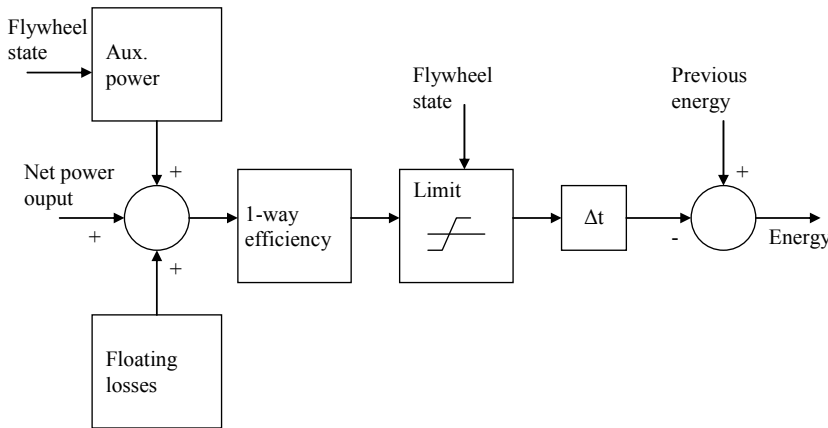 Flywheel
state
Aux.
power
Flywheel
state
Previous
energy
Net power
ouput
+
+
+
1-way
efficiency
Limit
Δt
+
-
Energy
Floating
losses